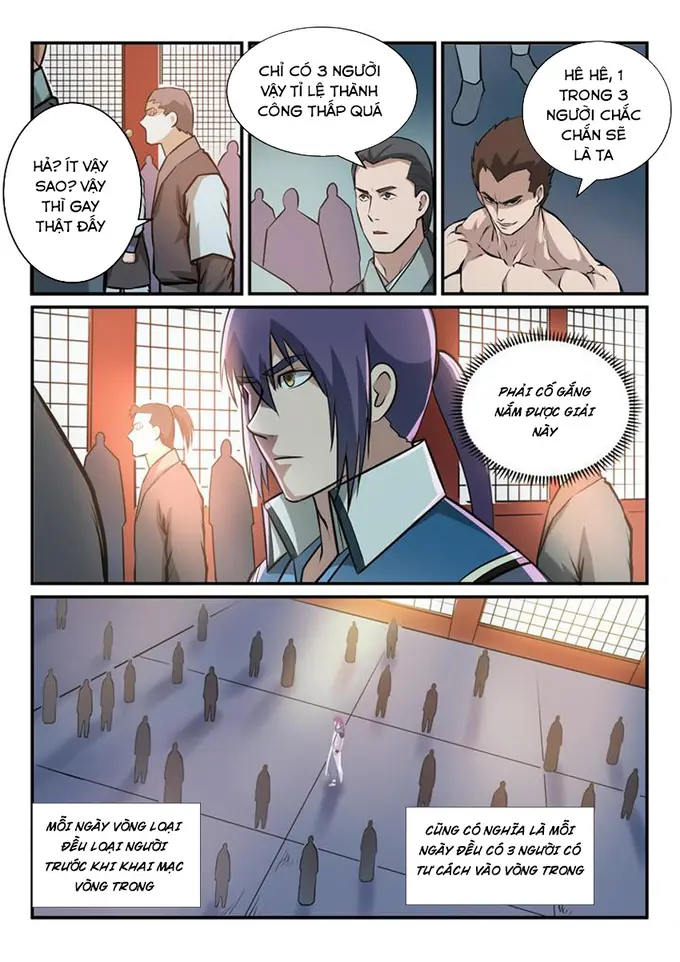 HẢ? ÍT VẬY
SAO? VẬY
THÌ GAY
THẬT ĐẤY
CHỈ CÓ 3 NGƯỜI
VẬY TỈ LỆ THÀNH
CÔNG THẤP QUÁ
HÊ HÊ, 1
TRONG 3
NGƯỜI CHẮC
CHẮN SẼ
LÀ TA
PHẢI CỐ GẮNG
NẮM ĐƯỢC GIẢI
NÀY
MỖI NGÀY VÒNG LOẠI
ĐỀU LOẠI NGƯỜI
TRƯỚC KHI KHAI MẠC
VÒNG TRONG
CŨNG CÓ NGHĨA LÀ MỖI
NGÀY ĐỀU CÓ 3 NGƯỜI CÓ
TƯ CÁCH VÀO VÒNG TRONG